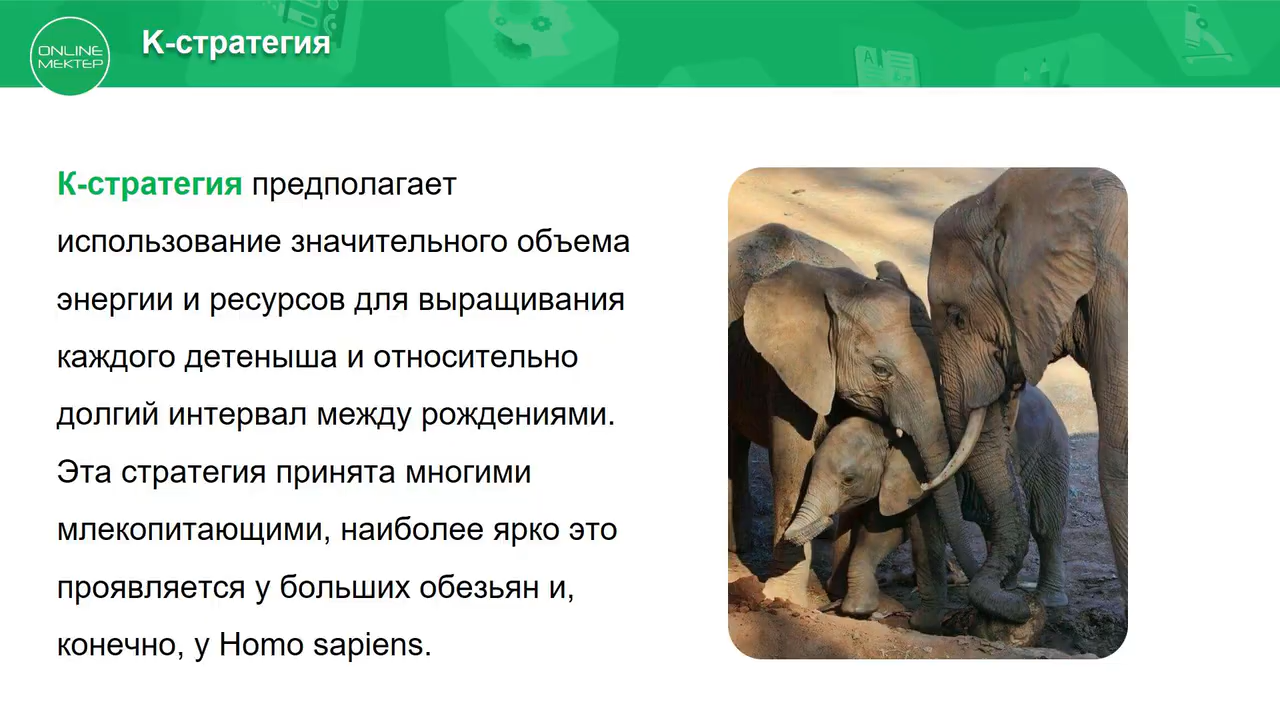 ONLINE
МЕКТЕР
К-стратегия
К-стратегия предполагает
использование значительного объема
энергии и ресурсов для выращивания
каждого детеныша и относительно
долгий интервал между рождениями.
Эта стратегия принята многими
млекопитающими, наиболее ярко это
проявляется у больших обезьян и,
конечно, у Homo sapiens.